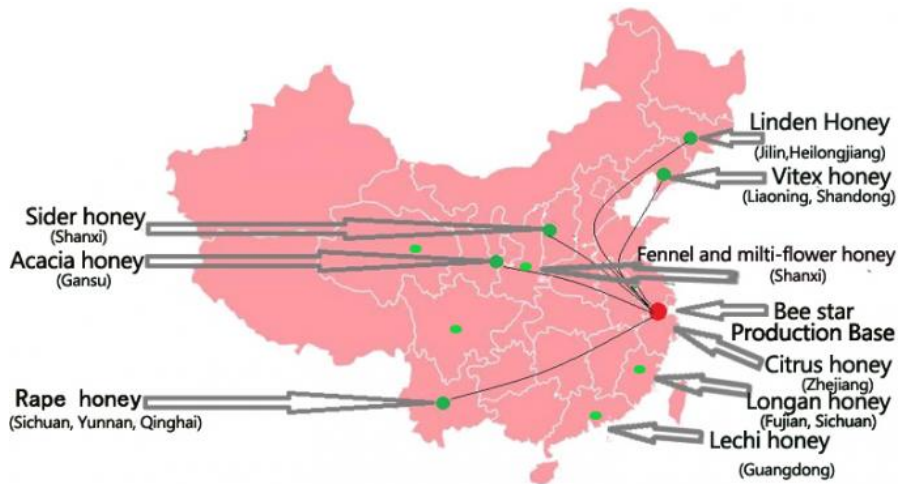 Linden Honey
(Jilin,Heilongjiang)
Vitex honey
(Liaoning, Shandong)
Sider honey
(Shanxi)
Acacia honey
(Gansu)
Fennel and milti-flower honey
(Shanxi)
Bee star
Production Base
Citrus honey
(Zhejiang)
Rape honey
(Sichuan, Yunnan, Qinghai)
Longan honey
(Fujian, Sichuan)
Lechi honey
(Guangdong)